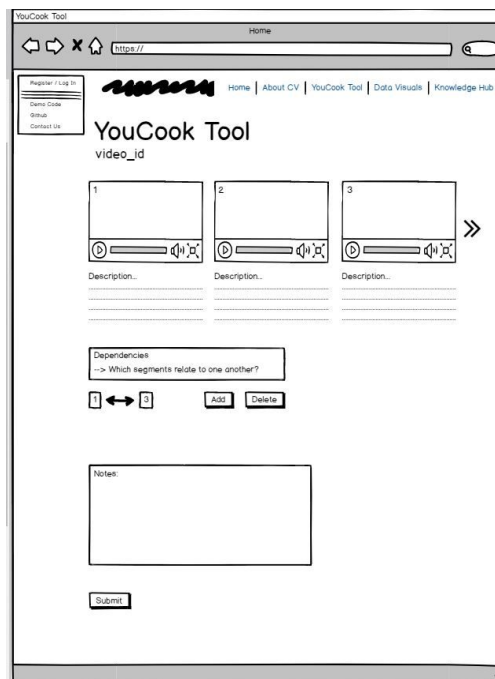 YouCook Tool
Home
https://
Register / Log In
Demo Code
Github
Contact Us
Home | About CV | YouCook Tool | Data Visuals | Knowledge Hub
YouCook Tool
video_id
1
2
3
Description...
Description...
Description...
Dependencies
--> Which segments relate to one another?
1
3
Add
Delete
Notes:
Submit